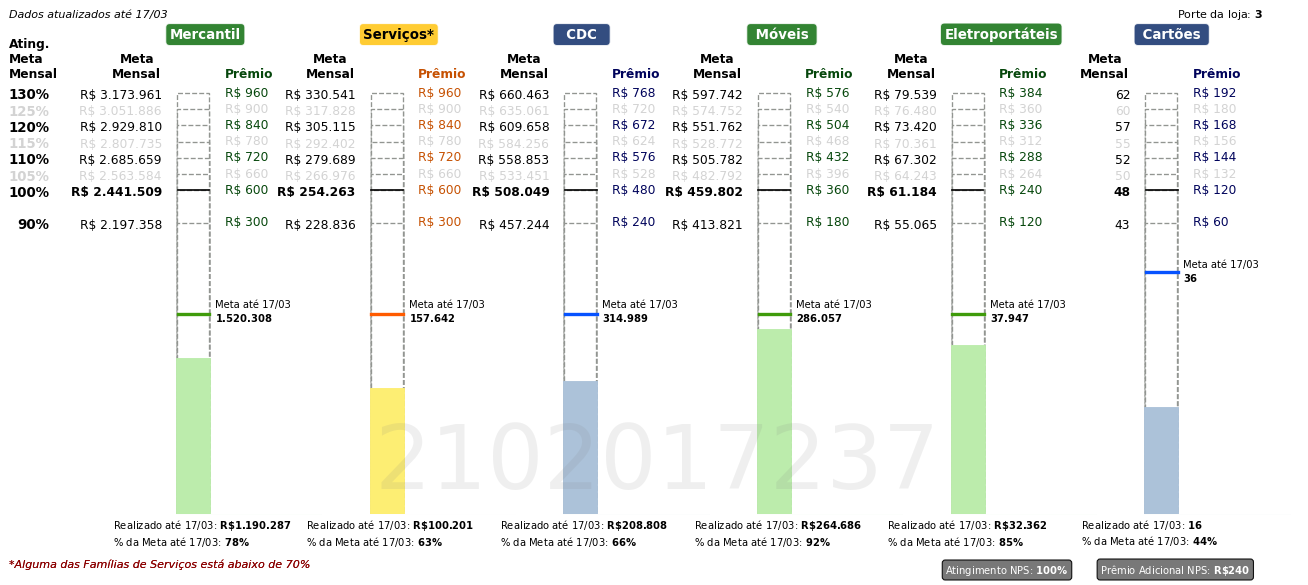 Dados atualizados até 17/03
Porte da loja: 3
Mercantil Serviços* CDC Móveis Eletroportáteis Cartões
Ating.
Meta
Mensal
Meta
Mensal Prêmio Meta
Mensal Prêmio Meta
Mensal Prêmio Meta
Mensal Prêmio Meta
Mensal Prêmio Meta
Mensal Prêmio
130% R$ 3.173.961 R$ 960 R$ 330.541 R$ 960 R$ 660.463 R$ 768 R$ 597.742 R$ 576 R$ 79.539 R$ 384 62 R$ 192
125% R$ 3.051.886 R$ 900 R$ 317.828 R$ 900 R$ 635.061 R$ 720 R$ 574.752 R$ 540 R$ 76.480 R$ 360 60 R$ 180
120% R$ 2.929.810 R$ 840 R$ 305.115 R$ 840 R$ 609.658 R$ 672 R$ 551.762 R$ 504 R$ 73.420 R$ 336 57 R$ 168
115% R$ 2.807.735 R$ 780 R$ 292.402 R$ 780 R$ 584.256 R$ 624 R$ 528.772 R$ 468 R$ 70.361 R$ 312 55 R$ 156
110% R$ 2.685.659 R$ 720 R$ 279.689 R$ 720 R$ 558.853 R$ 576 R$ 505.782 R$ 432 R$ 67.302 R$ 288 52 R$ 144
105% R$ 2.563.584 R$ 660 R$ 266.976 R$ 660 R$ 533.451 R$ 528 R$ 482.792 R$ 396 R$ 64.243 R$ 264 50 R$ 132
100% R$ 2.441.509 R$ 600 R$ 254.263 R$ 600 R$ 508.049 R$ 480 R$ 459.802 R$ 360 R$ 61.184 R$ 240 48 R$ 120
90% R$ 2.197.358 R$ 300 R$ 228.836 R$ 300 R$ 457.244 R$ 240 R$ 413.821 R$ 180 R$ 55.065 R$ 120 43 R$ 60
Meta até 17/03
36
Meta até 17/03 Meta até 17/03 Meta até 17/03 Meta até 17/03 Meta até 17/03
1.520.308 157.642 314.989 286.057 37.947
2102017237
Realizado até 17/03: R$1.190.287 Realizado até 17/03: R$100.201 Realizado até 17/03: R$208.808 Realizado até 17/03: R$264.686 Realizado até 17/03: R$32.362 Realizado até 17/03: 16
% da Meta até 17/03: 78% % da Meta até 17/03: 63% % da Meta até 17/03: 66% % da Meta até 17/03: 92% % da Meta até 17/03: 85% % da Meta até 17/03: 44%
*Alguma das Famílias de Serviços está abaixo de 70%
Atingimento NPS: 100% Prêmio Adicional NPS: R$240